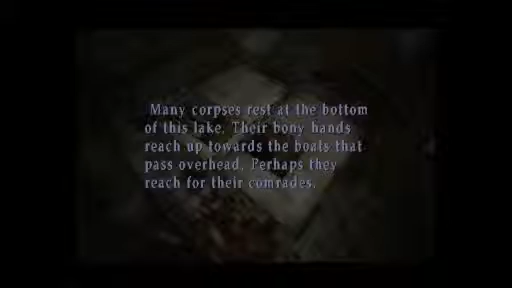 Many corpses rest at the bottom
of this lake. Their bony hands
reach up towards the boats that
pass overhead. Perhaps they
reach for their comrades.